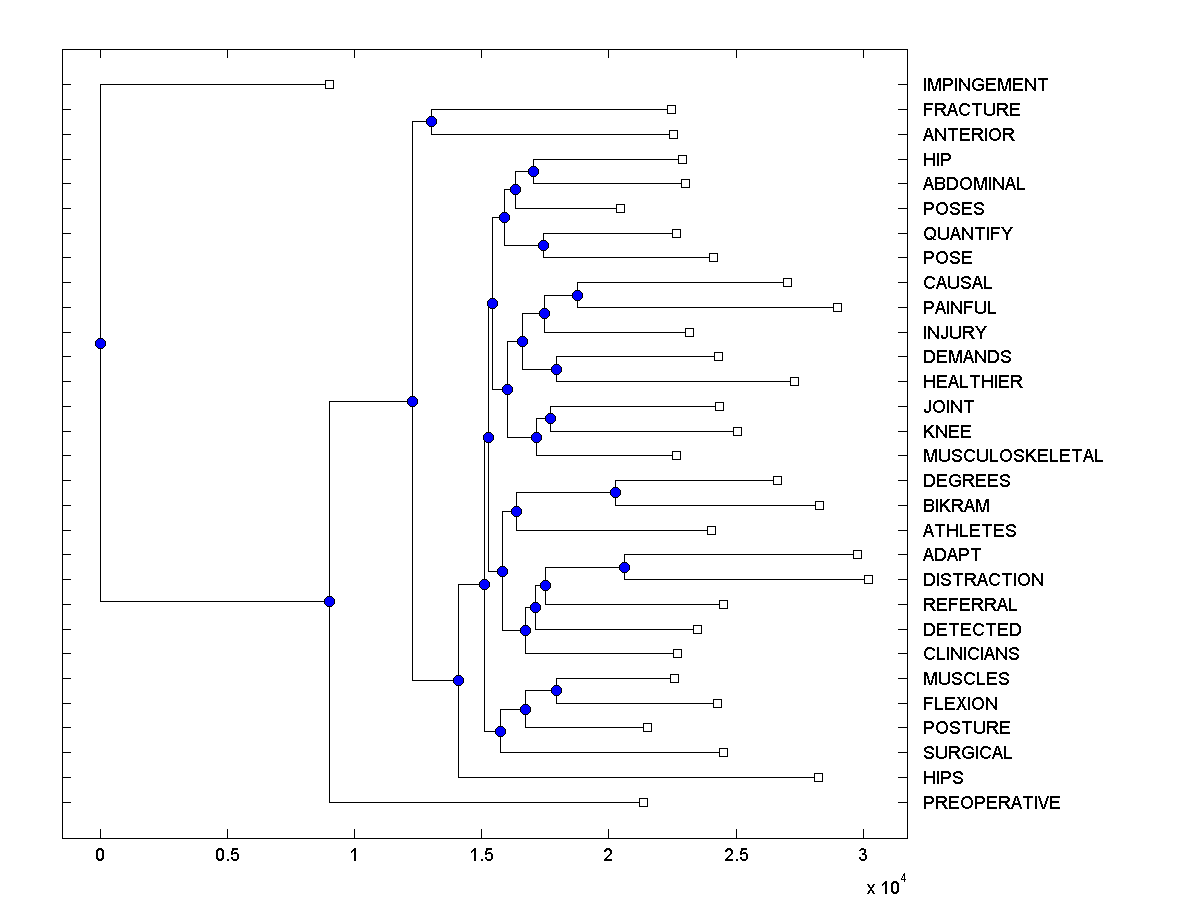 IMPINGEMENT
FRACTURE
ANTERIOR
HIP
ABDOMINAL
POSES
QUANTIFY
POSE
CAUSAL
PAINFUL
INJURY
DEMANDS
HEALTHIER
JOINT
KNEE
MUSCULOSKELETAL
DEGREES
BIKRAM
ATHLETES
ADAPT
DISTRACTION
REFERRAL
DETECTED
CLINICIANS
MUSCLES
FLEXION
POSTURE
SURGICAL
HIPS
PREOPERATIVE
0 0.5 1 1.5 2 2.5 3
x 10^4